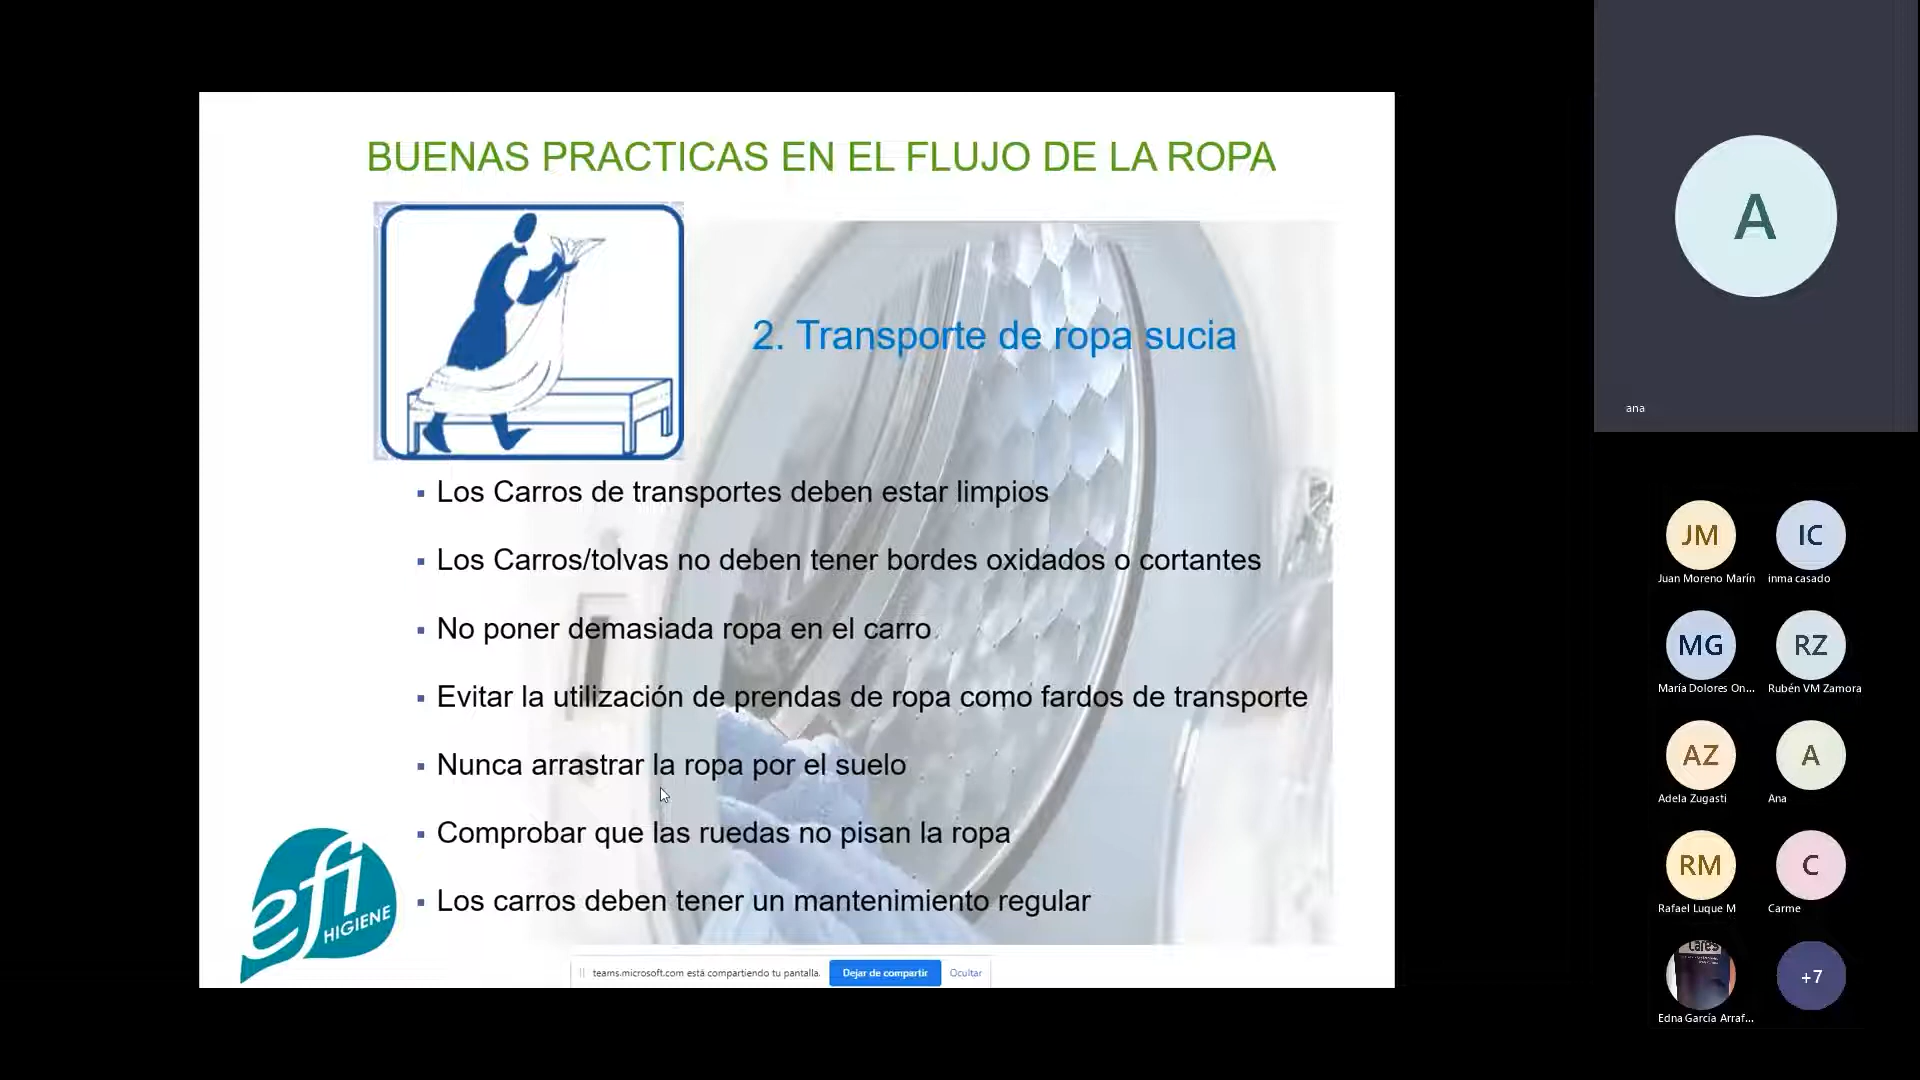 BUENAS PRACTICAS EN EL FLUJO DE LA ROPA
2. Transporte de ropa sucia
▪ Los Carros de transportes deben estar limpios
▪ Los Carros/tolvas no deben tener bordes oxidados o cortantes
▪ No poner demasiada ropa en el carro
▪ Evitar la utilización de prendas de ropa como fardos de transporte
▪ Nunca arrastrar la ropa por el suelo
▪ Comprobar que las ruedas no pisan la ropa
▪ Los carros deben tener un mantenimiento regular
efi
HIGIENE
teams.microsoft.com está compartiendo tu pantalla.
Dejar de compartir
Ocultar
A
ana
JM
Juan Moreno Marín
IC
inma casado
MG
María Dolores On...
RZ
Rubén VM Zamora
AZ
Adela Zugasti
A
Ana
RM
Rafael Luque M
C
Carme
Edna García Arraf...
+7